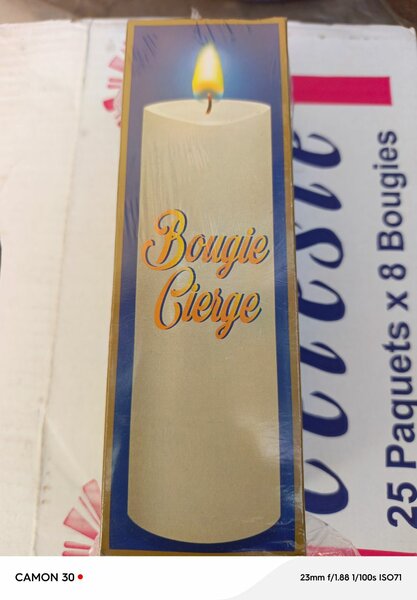 Bougie
Cierge
25 Paquets x 8 Bougies
CAMON 30
23mm f/1.88 1/100s ISO71